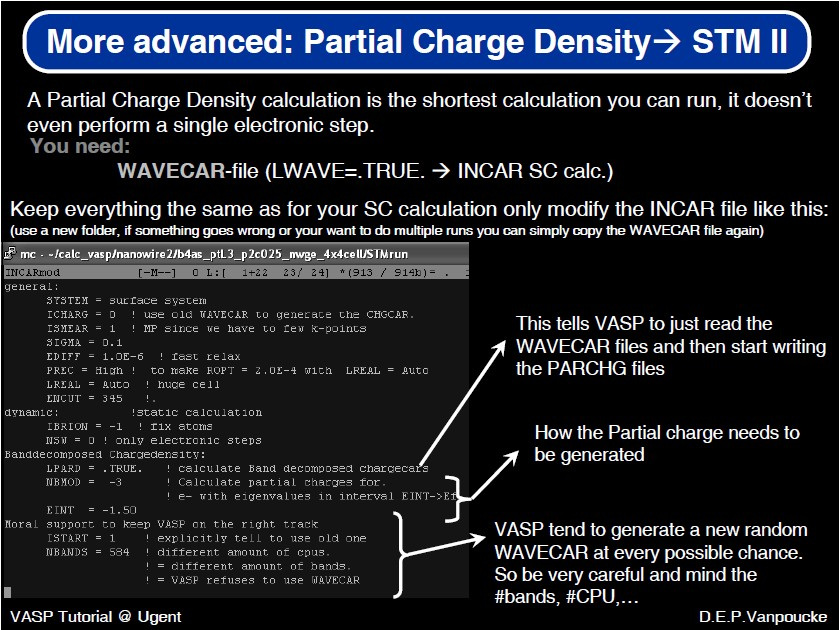 More advanced: Partial Charge Density→ STM II
A Partial Charge Density calculation is the shortest calculation you can run, it doesn't
even perform a single electronic step.
You need:
WAVECAR-file (LWAVE=.TRUE. → INCAR SC calc.)
Keep everything the same as for your SC calculation only modify the INCAR file like this:
(use a new folder, if something goes wrong or your want to do multiple runs you can simply copy the WAVECAR file again)
mc - ~/calc_vasp/nanowire2/b4as_ptL3_p2c025_nwge_4x4cell/STMrun
INCARmod [-M--] 0 L:[ 1+22 23/ 24] *(913 / 914b)= .
general:
SYSTEM = surface system
ICHARG = 0 ! use old WAVECAR to generate the CHGCAR.
ISMEAR = 1 ! MP since we have to few k-points
SIGMA = 0.1
EDIFF = 1.0E-6 ! fast relax
PREC = High ! to make ROPT = 2.0E-4 with LREAL = Auto
LREAL = Auto ! huge cell
ENCUT = 345 !.
dynamic: !static calculation
IBRION = -1 ! fix atoms
NSW = 0 ! only electronic steps
Banddecomposed Chargedensity:
LPARD = .TRUE. ! calculate Band decomposed chargecars
NBMOD = -3 ! Calculate partial charges for.
! e- with eigenvalues in interval EINT->Ef
EINT = -1.50
Moral support to keep VASP on the right track
ISTART = 1 ! explicitly tell to use old one
NBANDS = 584 ! different amount of cpus.
! = different amount of bands.
! = VASP refuses to use WAVECAR
This tells VASP to just read the
WAVECAR files and then start writing
the PARCHG files
How the Partial charge needs to
be generated
VASP tend to generate a new random
WAVECAR at every possible chance.
So be very careful and mind the
#bands, #CPU,…
VASP Tutorial @ Ugent
D.E.P.Vanpoucke